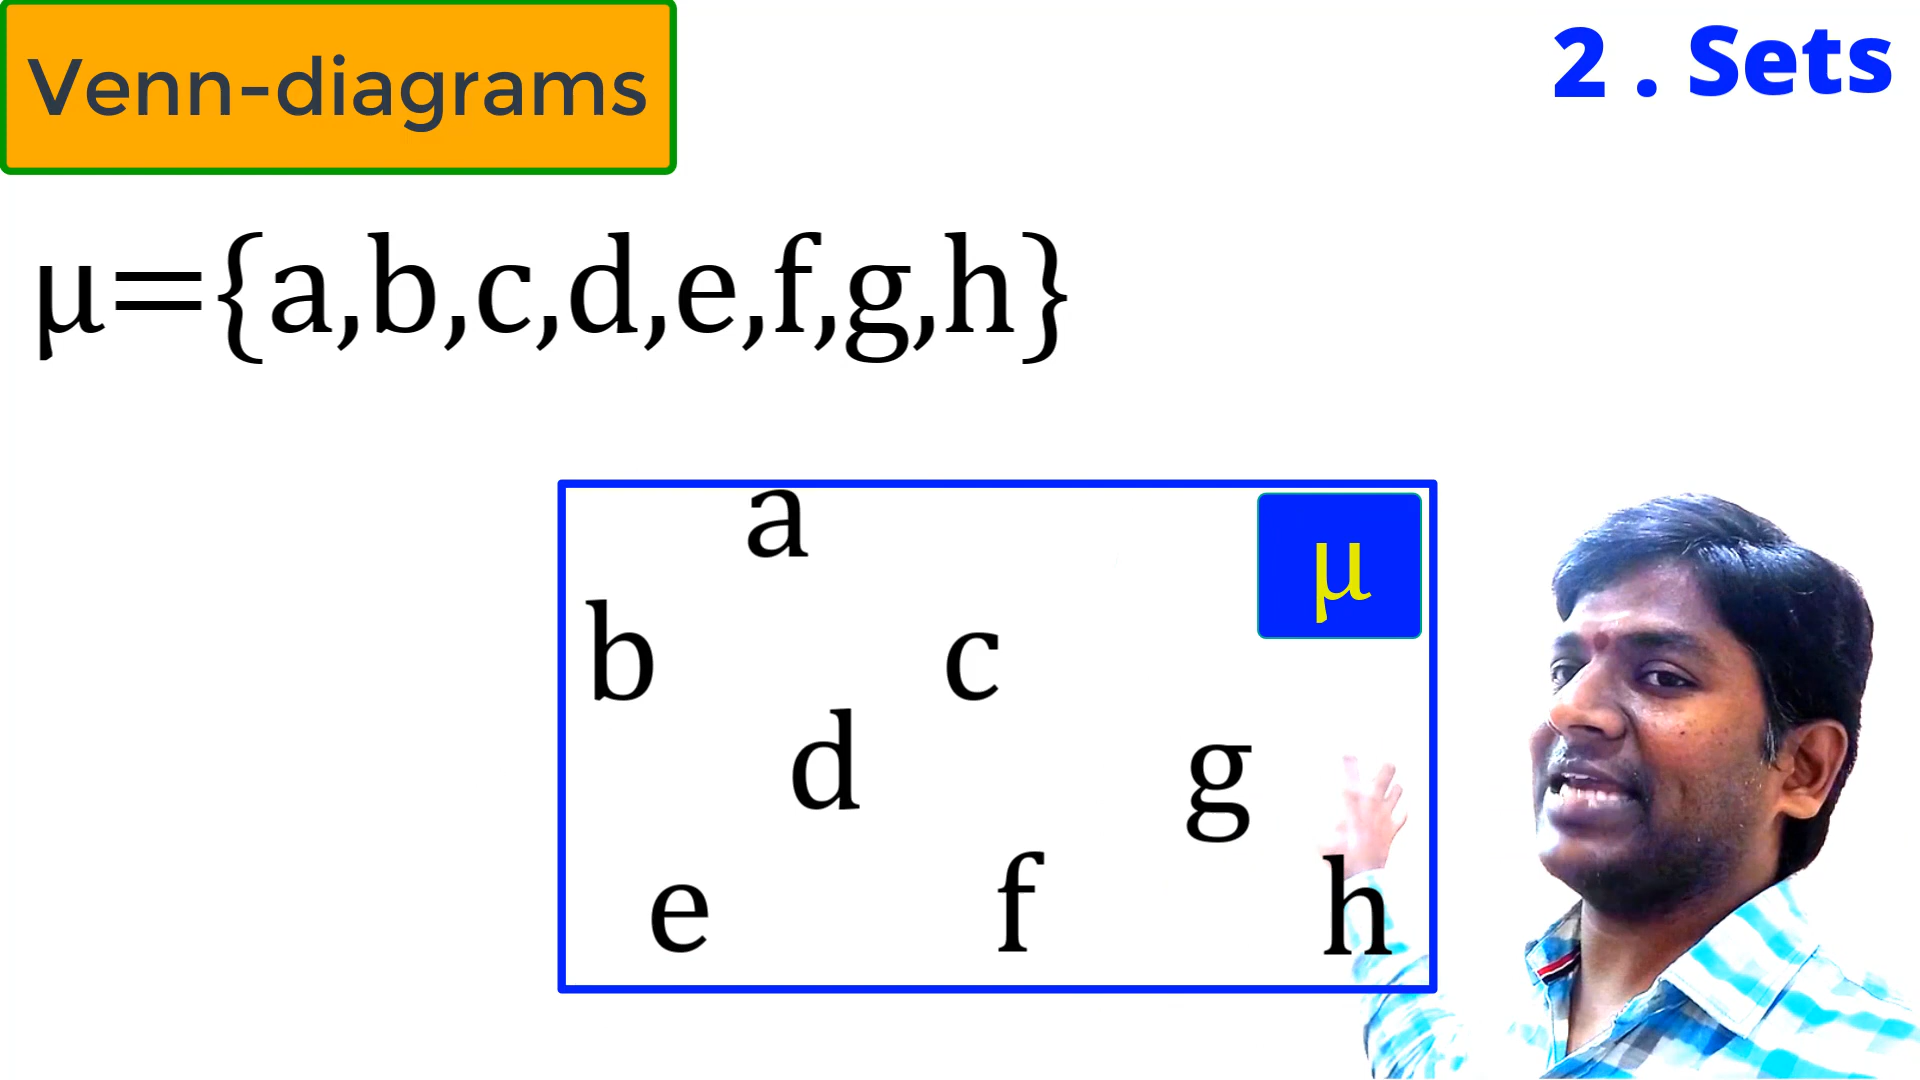 Venn-diagrams
2 . Sets
µ={a,b,c,d,e,f,g,h}
a
µ
b c
d g
e f h